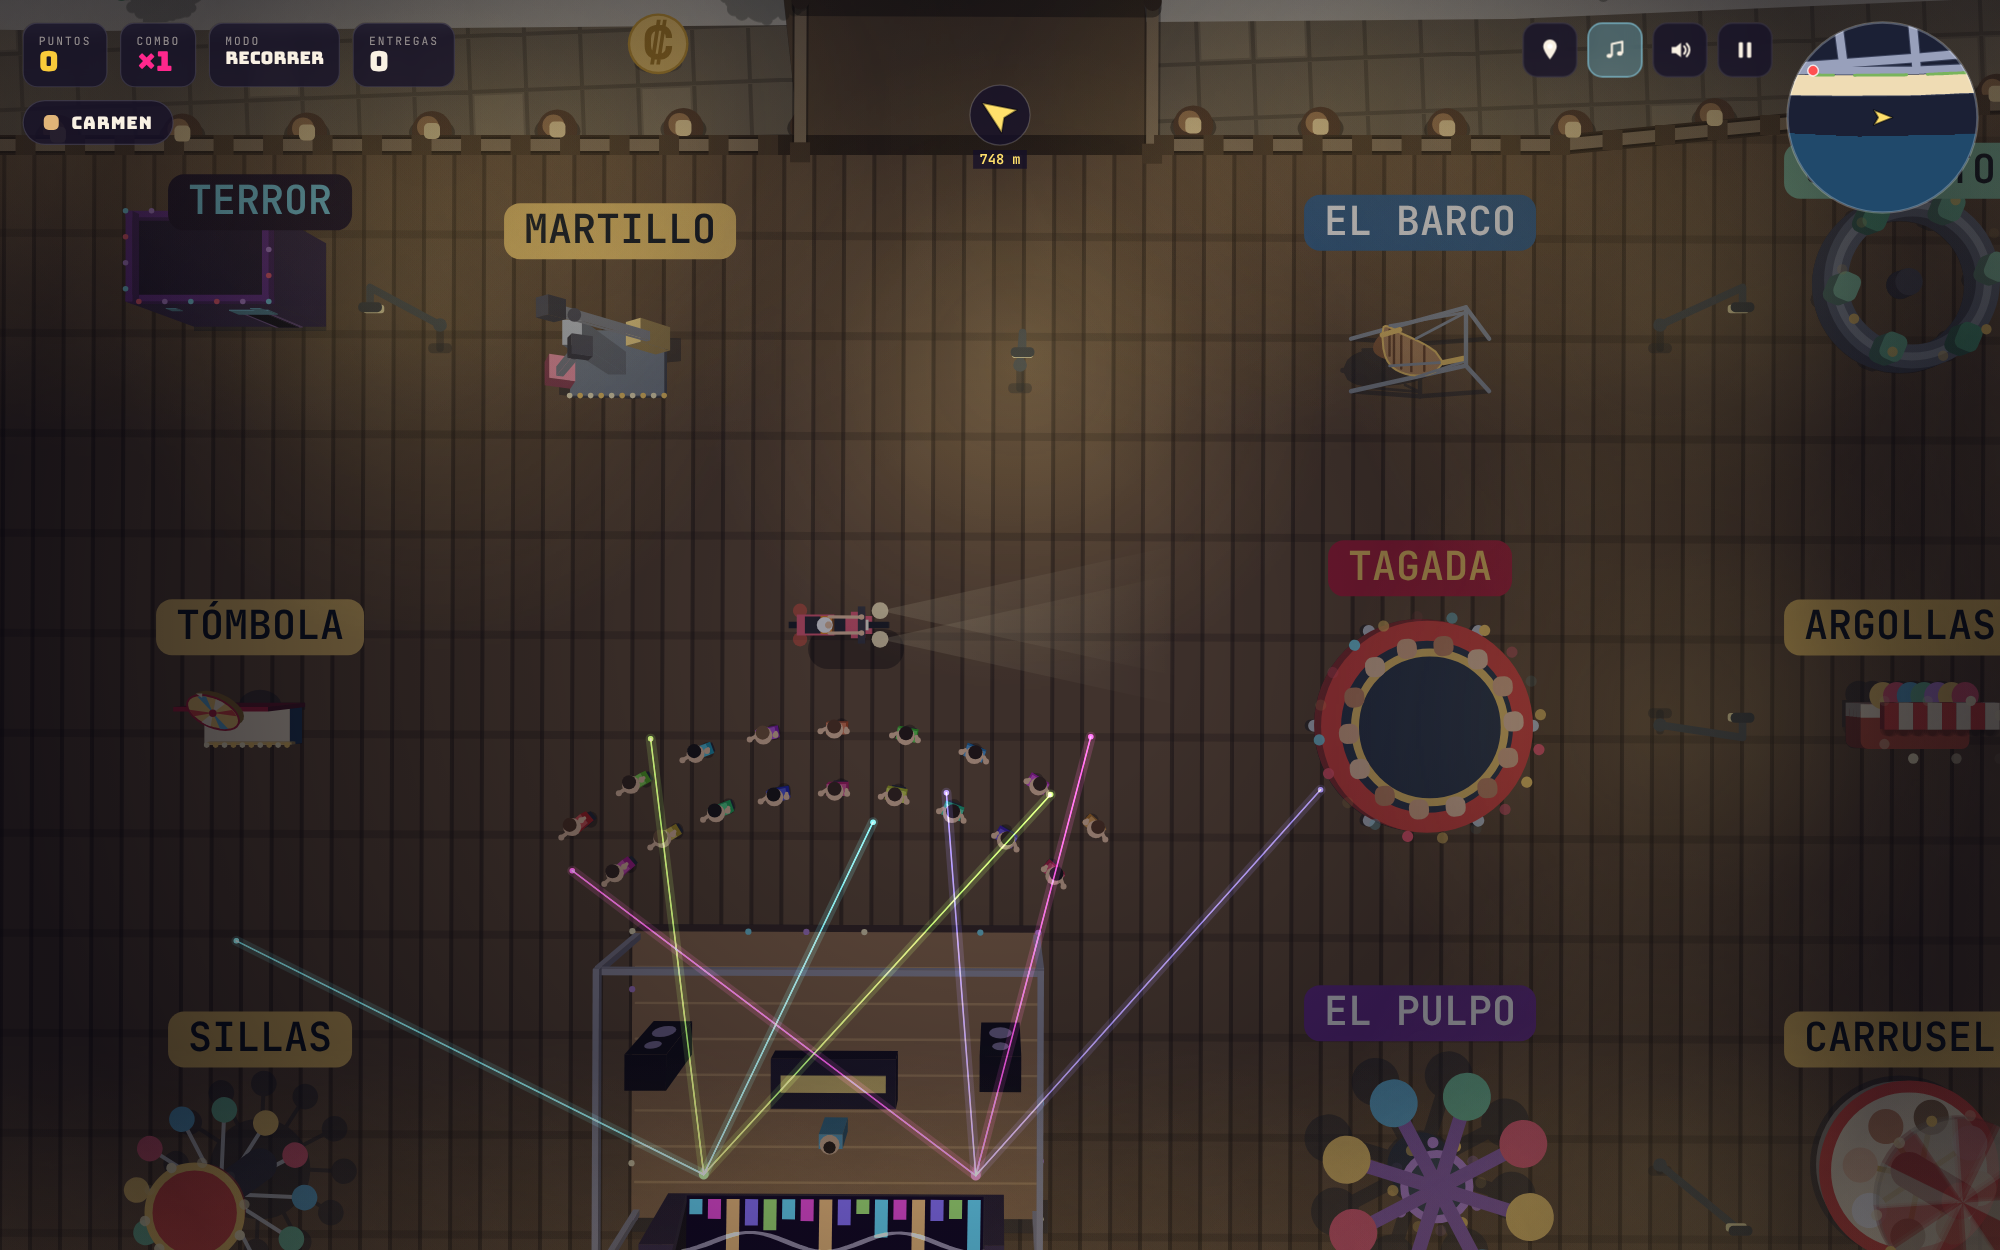 PUNTOS
0
COMBO
×1
MODO
RECORRER
ENTREGAS
0
₡
CARMEN
748 m
TERROR
MARTILLO
EL BARCO
TO
TÓMBOLA
TAGADA
ARGOLLAS
SILLAS
EL PULPO
CARRUSEL